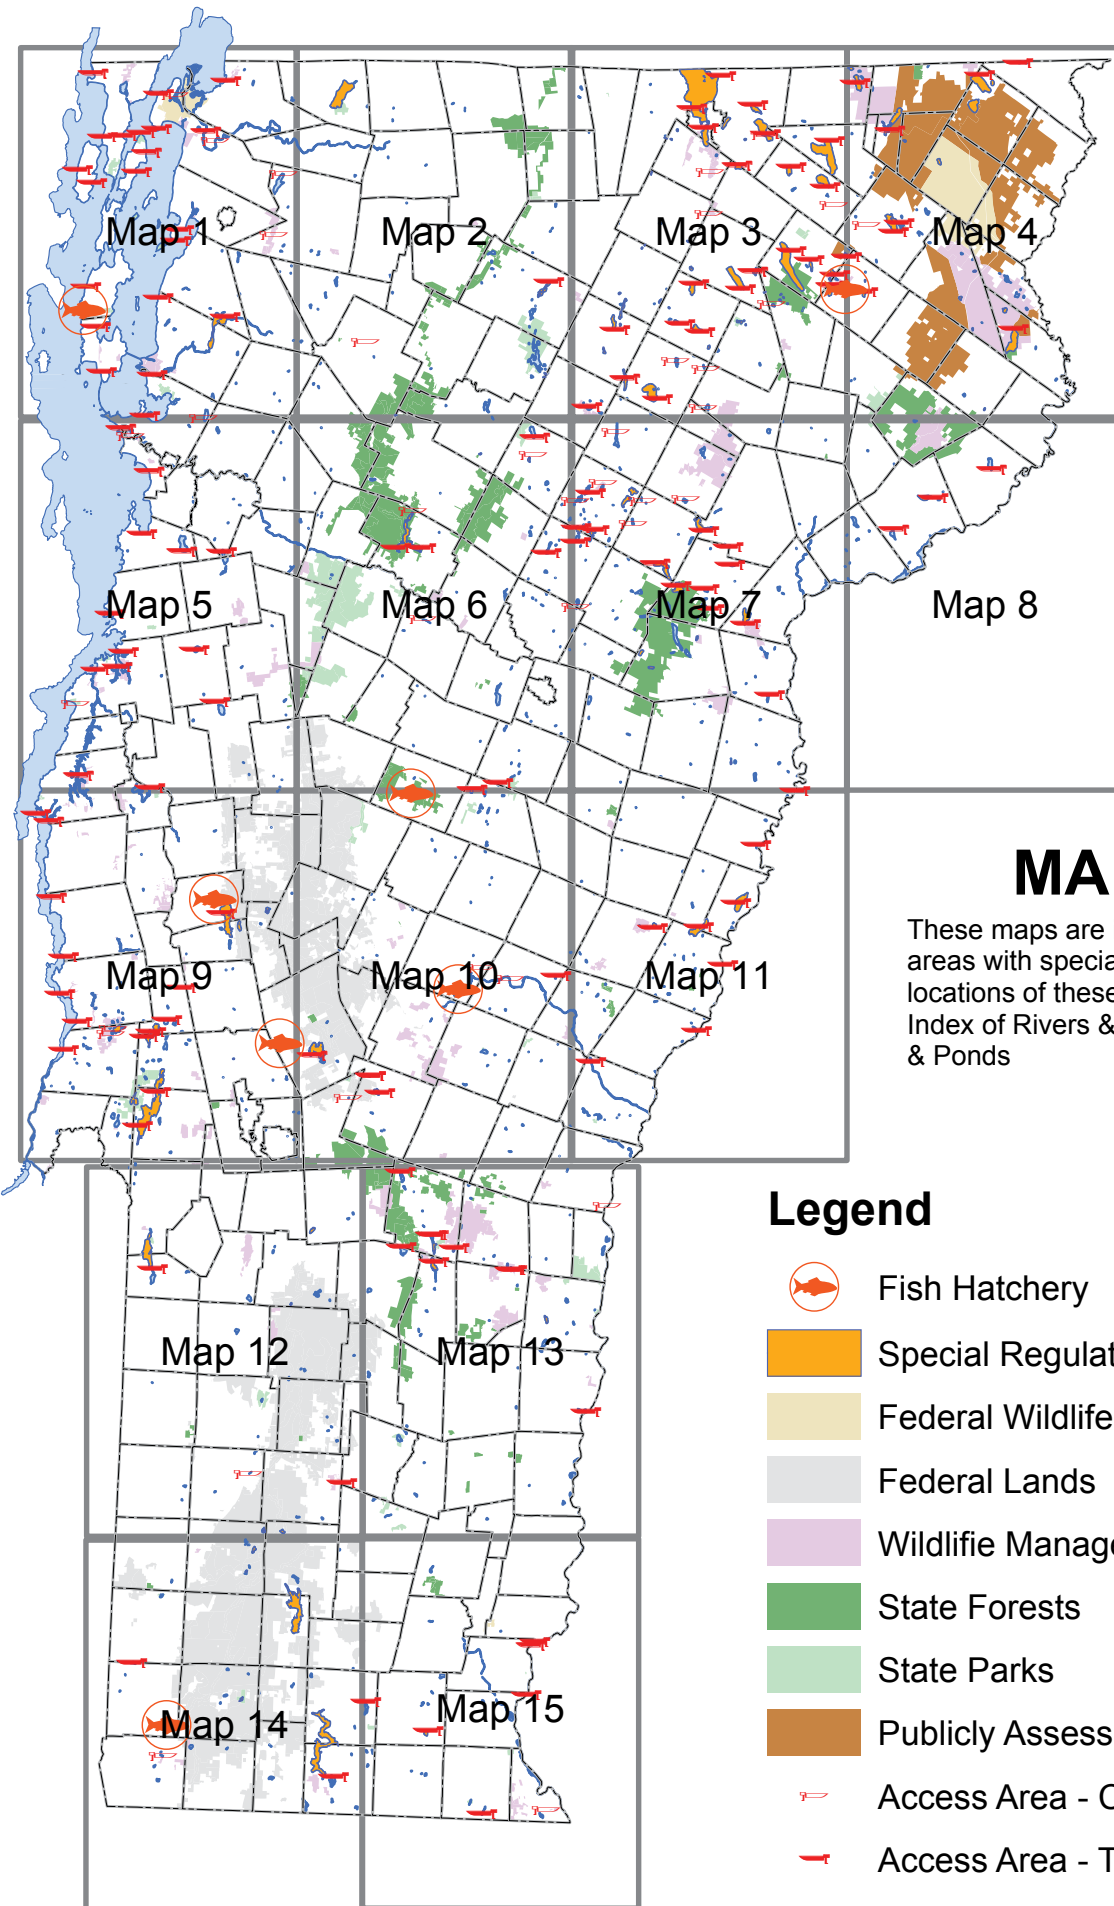 Map 1
Map 2
Map 3
Map 4
Map 5
Map 6
Map 7
Map 8
MA
These maps are
areas with specia
locations of these
Index of Rivers &
& Ponds
Map 9
Map 10
Map 11
Legend
Fish Hatchery
Special Regulat
Federal Wildlife
Federal Lands
Wildlifie Manage
State Forests
State Parks
Publicly Assess
Access Area - C
Access Area - T
Map 12
Map 13
Map 14
Map 15